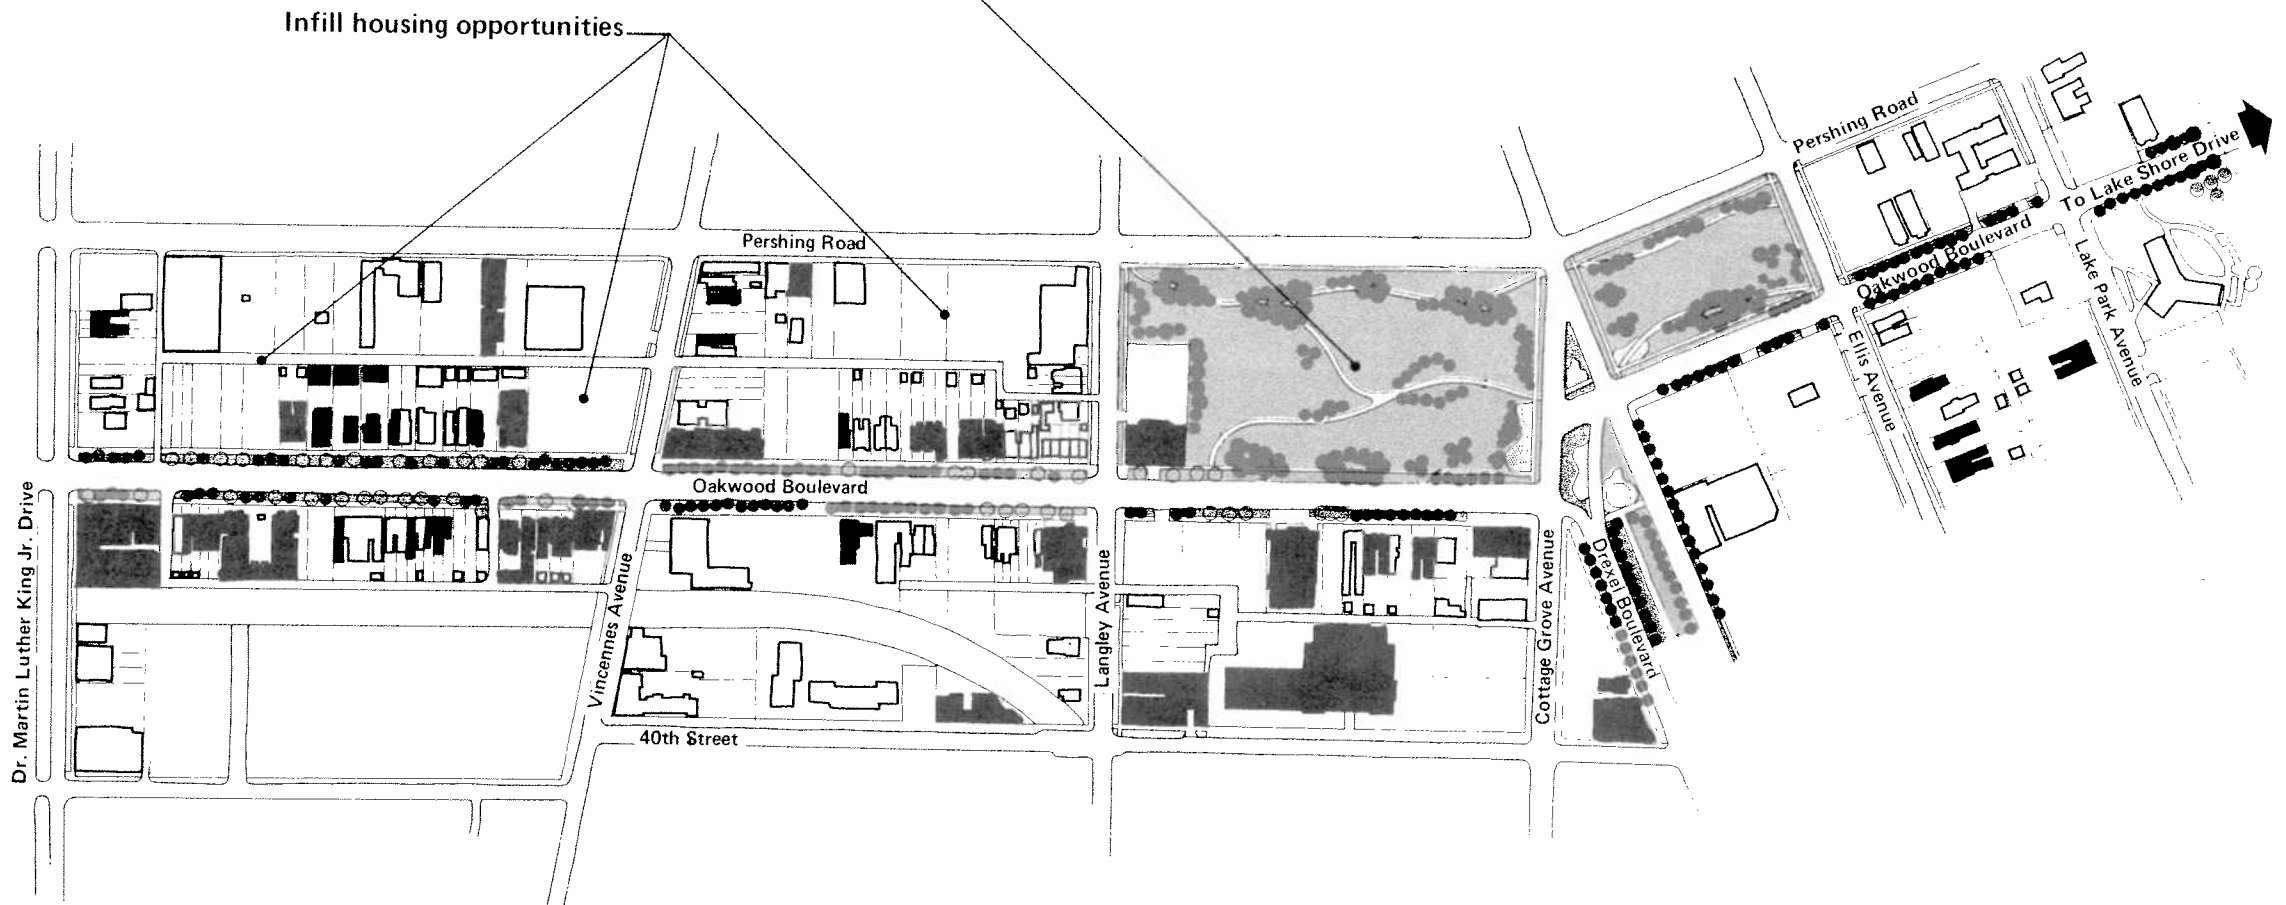 Infill housing opportunities
Pershing Road
Pershing Road
To Lake Shore Drive
Oakwood Boulevard
Lake Park Avenue
Ellis Avenue
Oakwood Boulevard
Dr. Martin Luther King Jr. Drive
Vincennes Avenue
Langley Avenue
Cottage Grove Avenue
Drexel Boulevard
40th Street